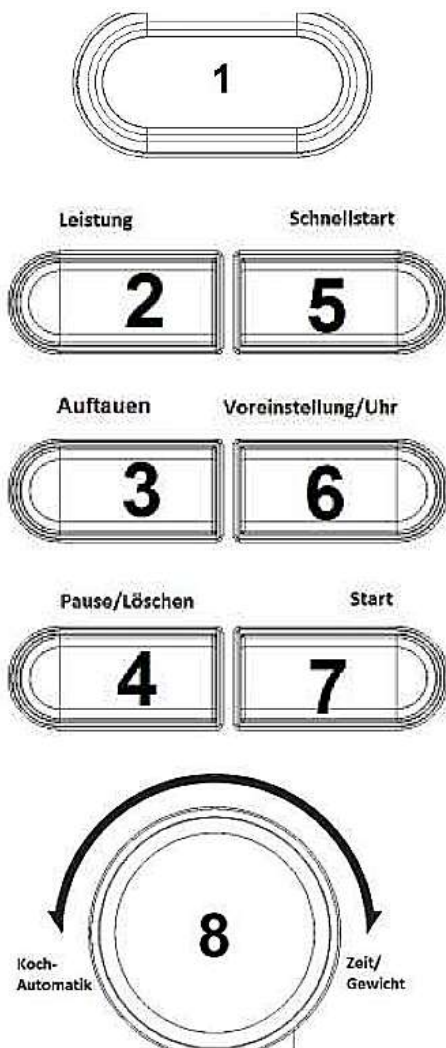 1
Leistung Schnellstart
2 5
Auftauen Voreinstellung/Uhr
3 6
Pause/Löschen Start
4 7
8
Koch- Zeit/
Automatik Gewicht